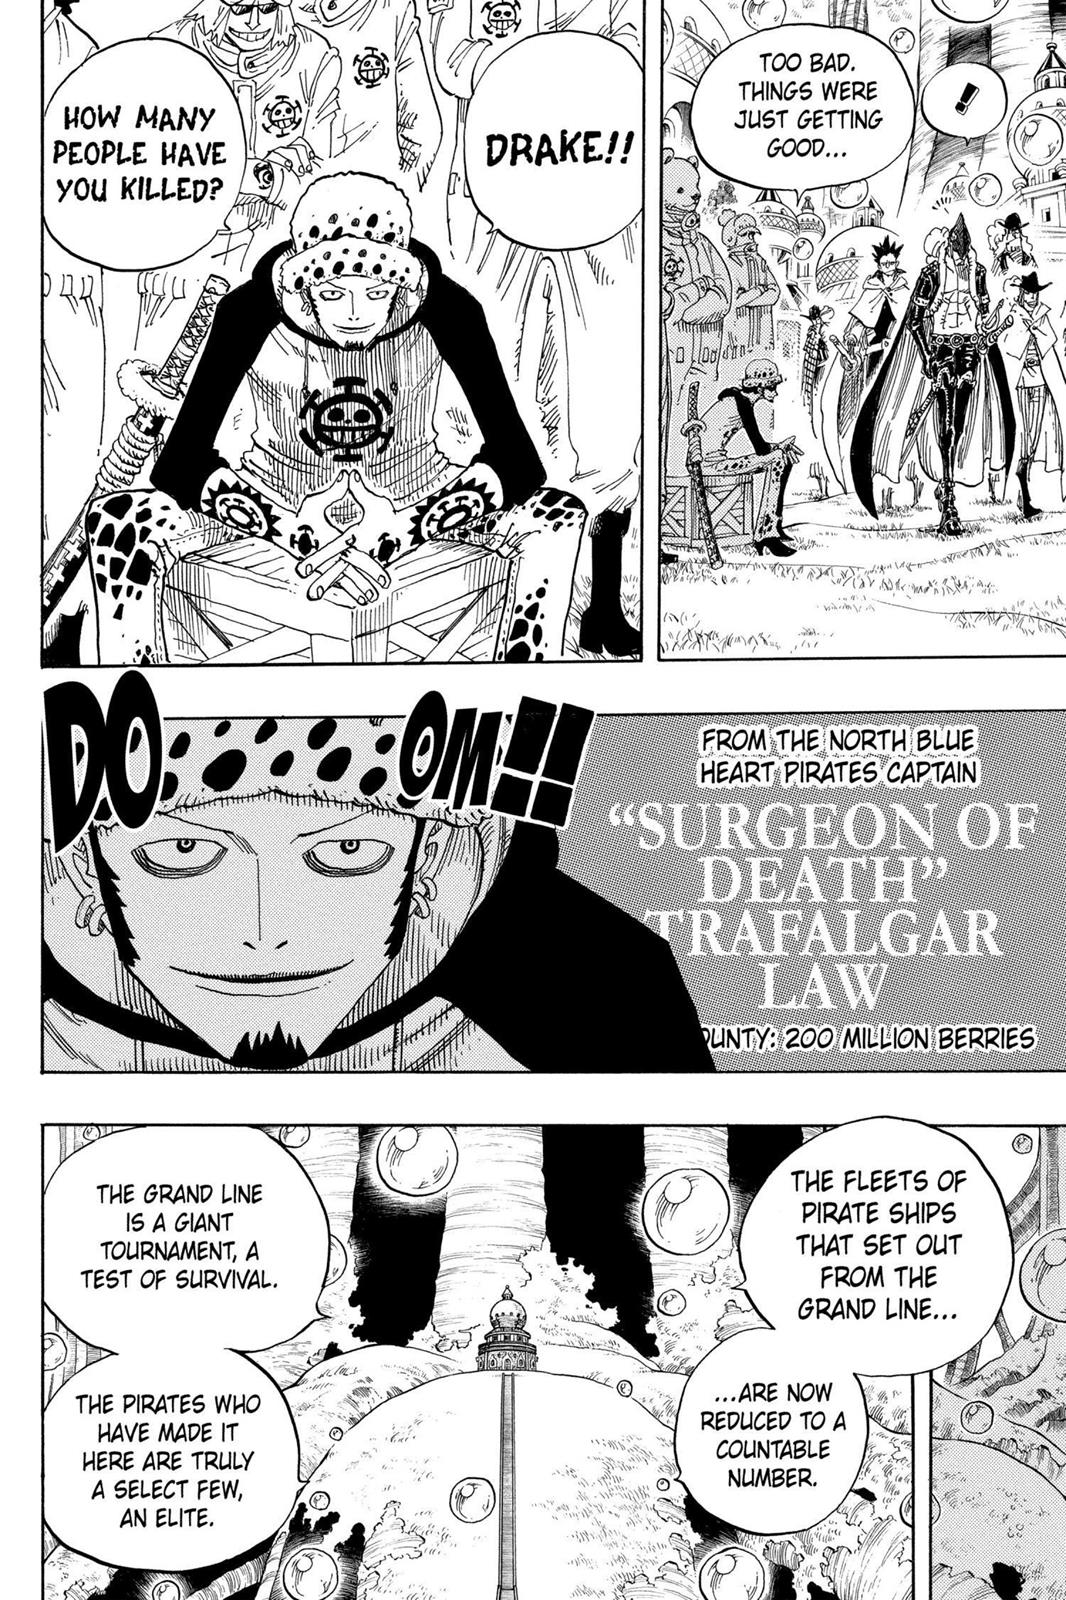 !
TOO BAD.
THINGS WERE
JUST GETTING
GOOD...
DRAKE!!
HOW MANY
PEOPLE HAVE
YOU KILLED?
DO OM!!
FROM THE NORTH BLUE
HEART PIRATES CAPTAIN
"SURGEON OF
DEATH"
TRAFALGAR
LAW
OUNTY: 200 MILLION BERRIES
THE FLEETS OF
PIRATE SHIPS
THAT SET OUT
FROM THE
GRAND LINE...
...ARE NOW
REDUCED TO A
COUNTABLE
NUMBER.
THE GRAND LINE
IS A GIANT
TOURNAMENT, A
TEST OF SURVIVAL.
THE PIRATES WHO
HAVE MADE IT
HERE ARE TRULY
A SELECT FEW,
AN ELITE.